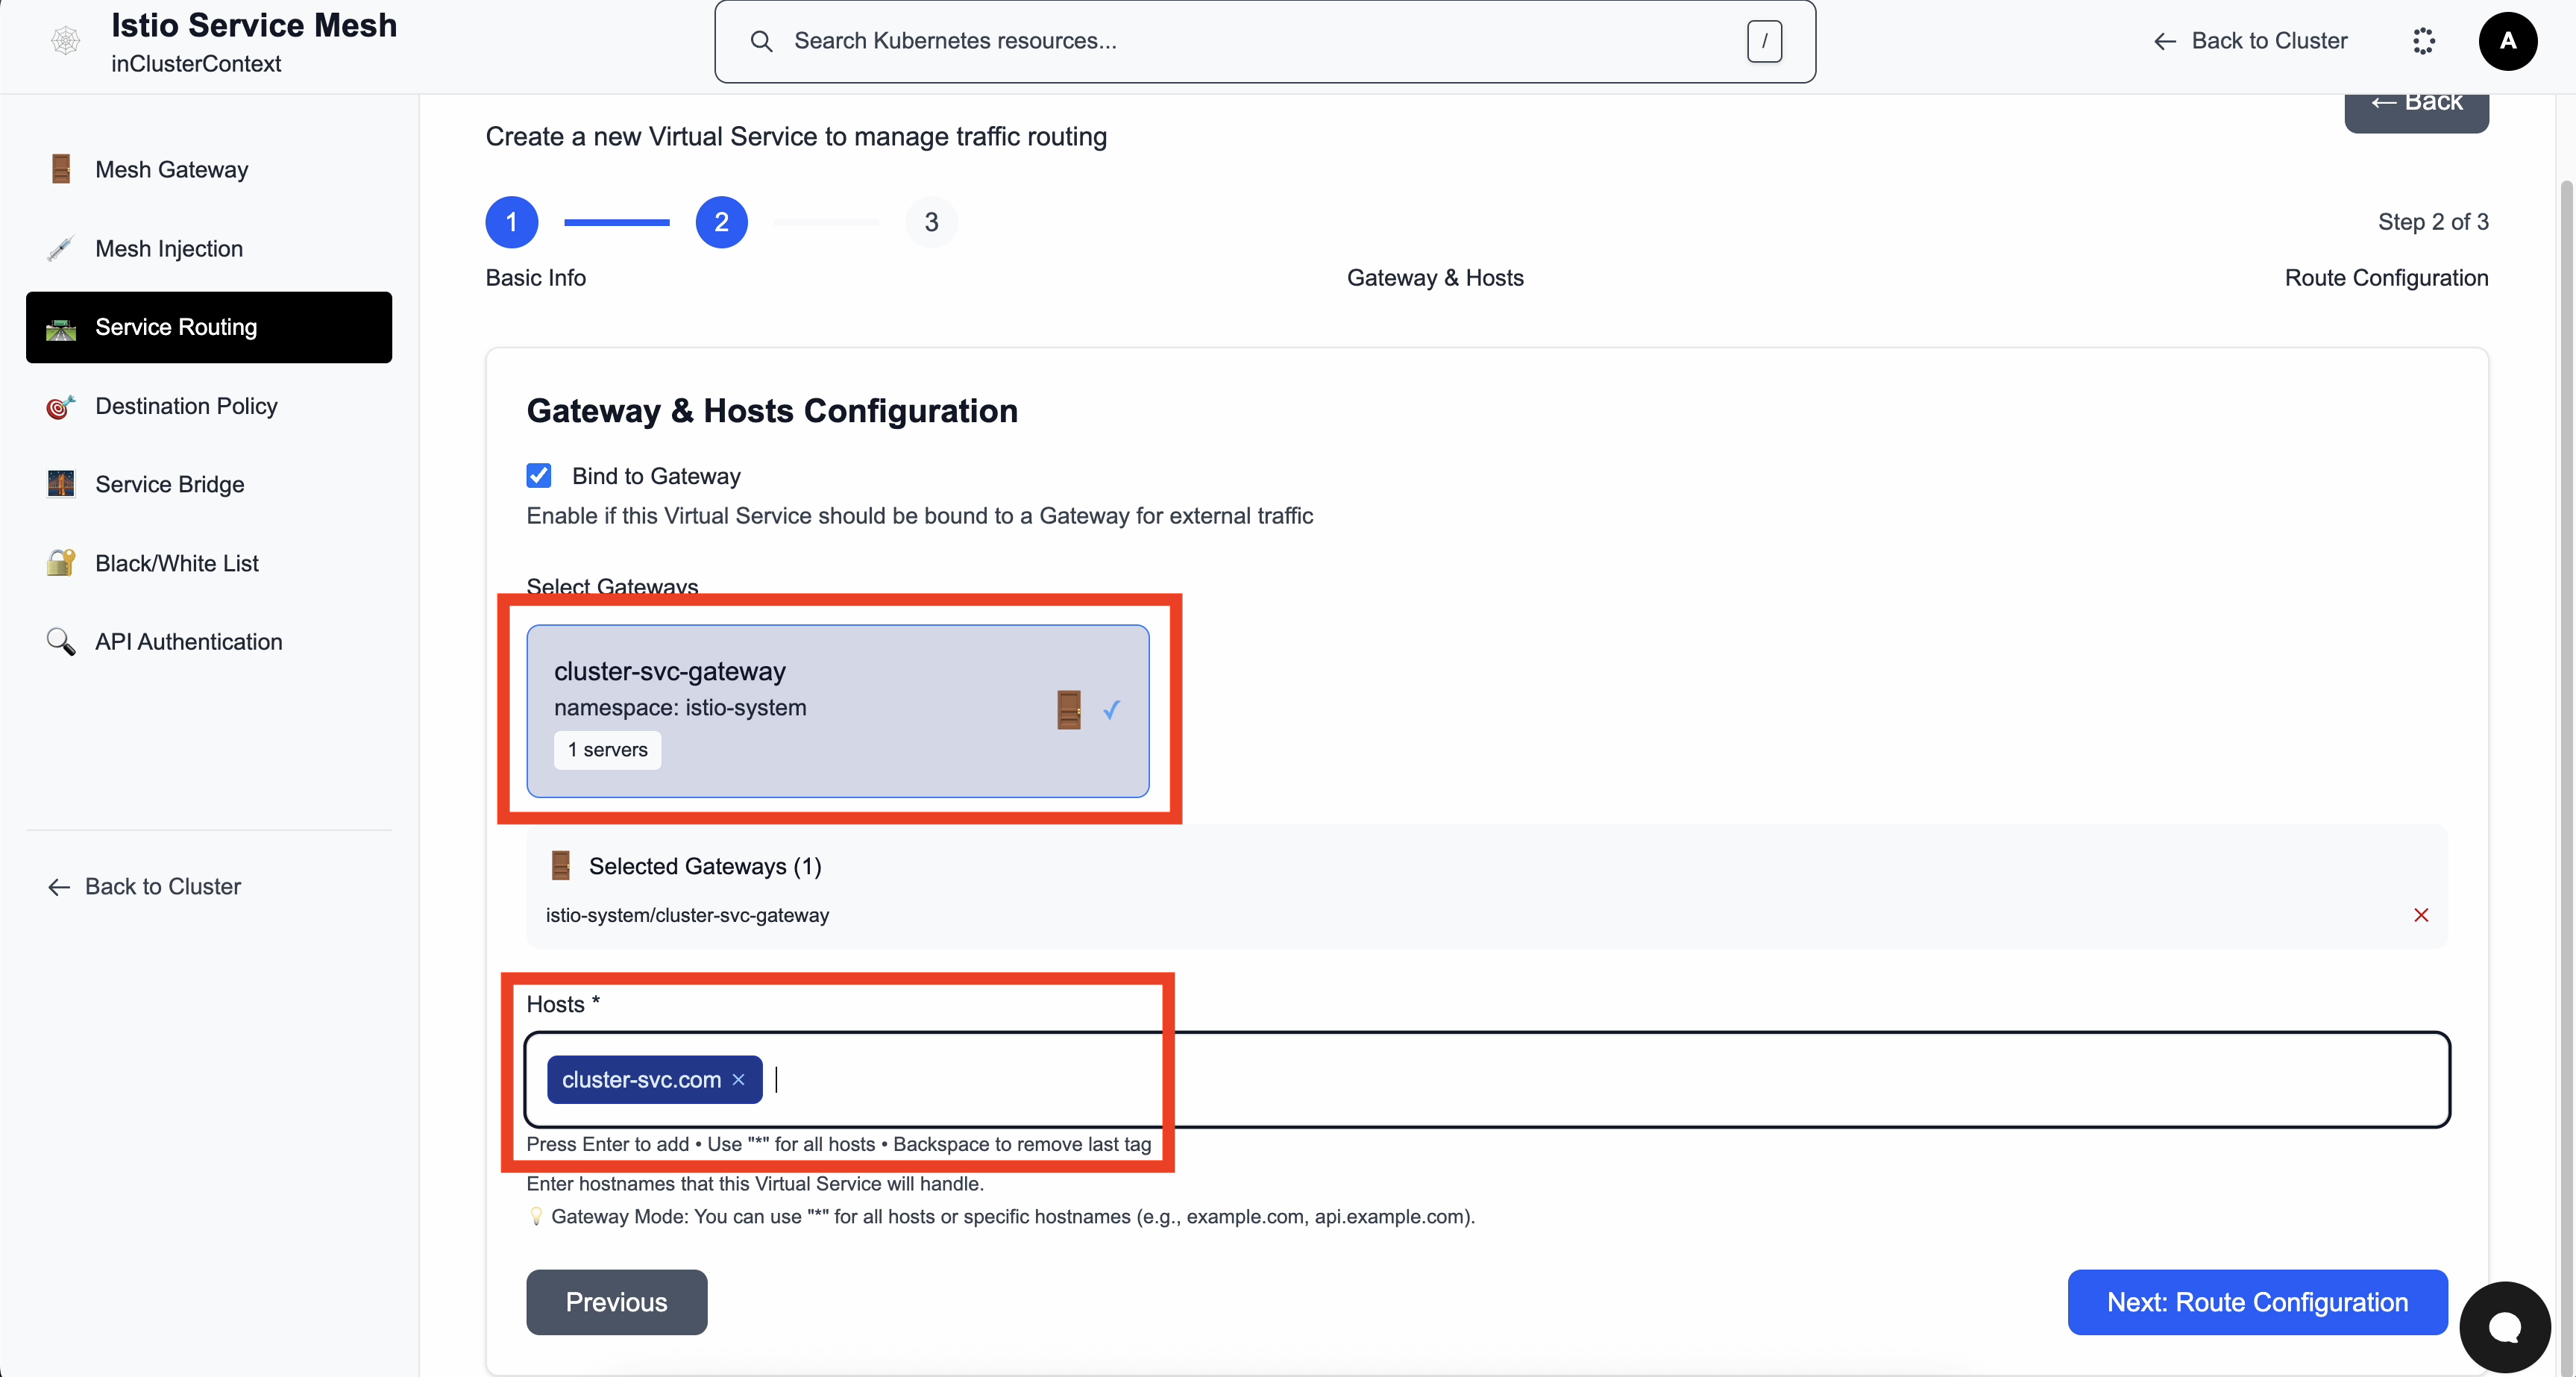 Istio Service Mesh
inClusterContext
Search Kubernetes resources...
/
← Back to Cluster
A
Mesh Gateway
Mesh Injection
Service Routing
Destination Policy
Service Bridge
Black/White List
API Authentication
← Back to Cluster
← Back
Create a new Virtual Service to manage traffic routing
1
2
3
Step 2 of 3
Basic Info
Gateway & Hosts
Route Configuration
Gateway & Hosts Configuration
Bind to Gateway
Enable if this Virtual Service should be bound to a Gateway for external traffic
Select Gateways
cluster-svc-gateway
namespace: istio-system
1 servers
Selected Gateways (1)
istio-system/cluster-svc-gateway
Hosts *
cluster-svc.com ×
Press Enter to add • Use "*" for all hosts • Backspace to remove last tag
Enter hostnames that this Virtual Service will handle.
💡 Gateway Mode: You can use "*" for all hosts or specific hostnames (e.g., example.com, api.example.com).
Previous
Next: Route Configuration